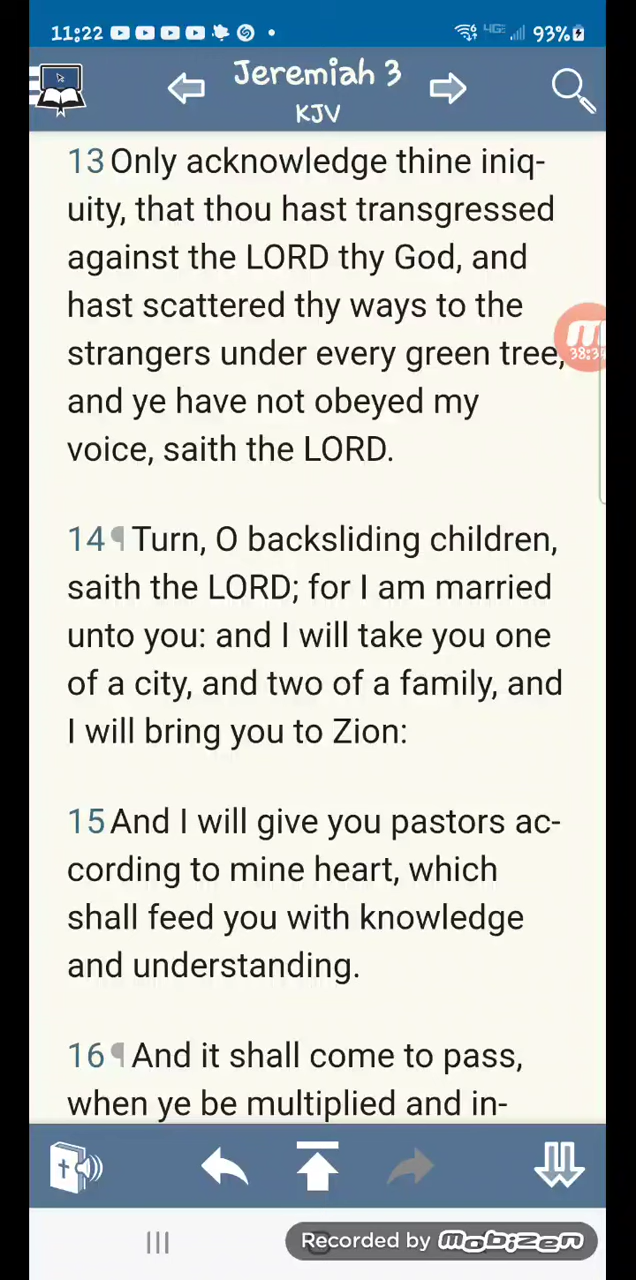 11:22 4GE 93%
Jeremiah 3
KJV
13 Only acknowledge thine iniq-
uity, that thou hast transgressed
against the LORD thy God, and
hast scattered thy ways to the
strangers under every green tree,
and ye have not obeyed my
voice, saith the LORD.
14 ¶ Turn, O backsliding children,
saith the LORD; for I am married
unto you: and I will take you one
of a city, and two of a family, and
I will bring you to Zion:
15 And I will give you pastors ac-
cording to mine heart, which
shall feed you with knowledge
and understanding.
16 ¶ And it shall come to pass,
when ye be multiplied and in-
Recorded by mobizen